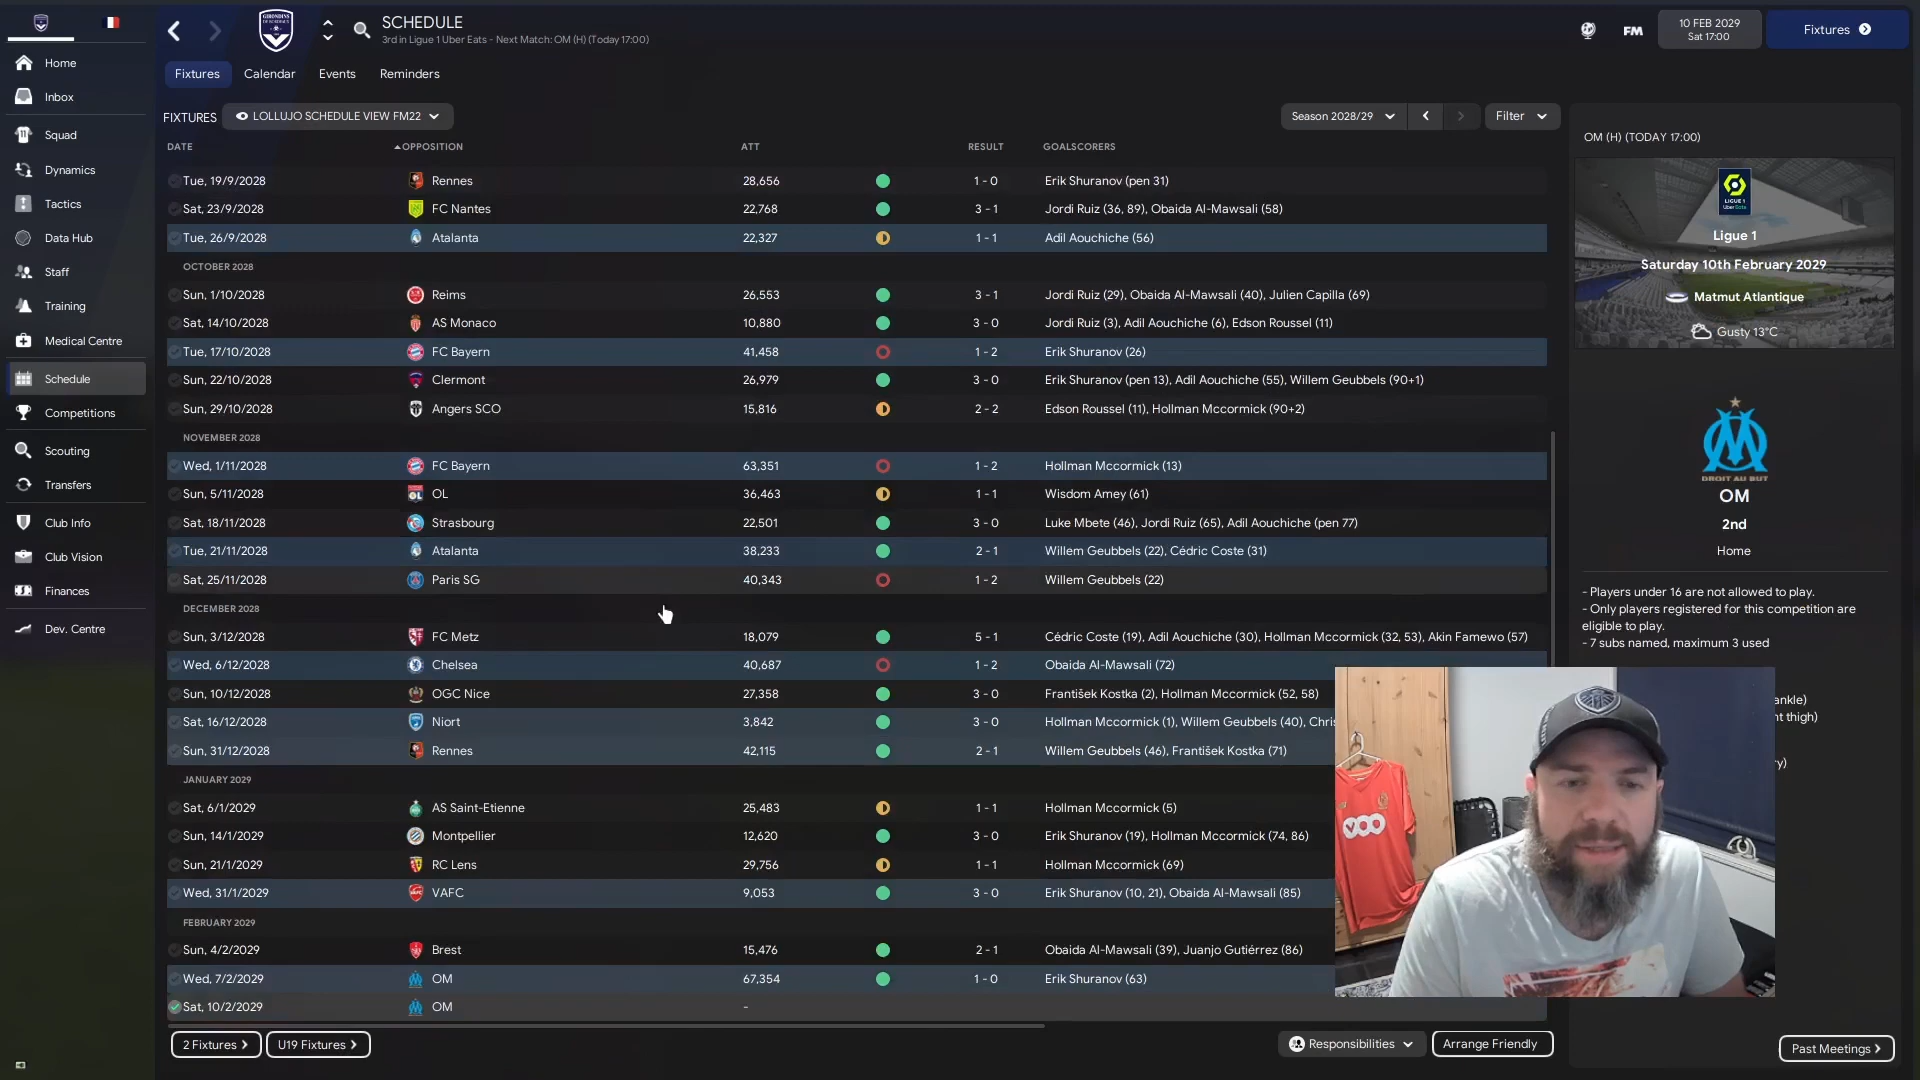 SCHEDULE
3rd in Ligue 1 Uber Eats - Next Match: OM (H) (Today 17:00)
FM
10 FEB 2029
Sat 17:00
Fixtures
Home
Inbox
Squad
Dynamics
Tactics
Data Hub
Staff
Training
Medical Centre
Schedule
Competitions
Scouting
Transfers
Club Info
Club Vision
Finances
Dev. Centre
Fixtures Calendar Events Reminders
FIXTURES LOLLUJO SCHEDULE VIEW FM22 Season 2028/29 Filter
DATE OPPOSITION ATT RESULT GOALSCORERS
Tue, 19/9/2028 Rennes 28,656 1 - 0 Erik Shuranov (pen 31)
Sat, 23/9/2028 FC Nantes 22,768 3 - 1 Jordi Ruiz (36, 89), Obaida Al-Mawsali (58)
Tue, 26/9/2028 Atalanta 22,327 1 - 1 Adil Aouchiche (56)
OCTOBER 2028
Sun, 1/10/2028 Reims 26,553 3 - 1 Jordi Ruiz (29), Obaida Al-Mawsali (40), Julien Capilla (69)
Sat, 14/10/2028 AS Monaco 10,880 3 - 0 Jordi Ruiz (3), Adil Aouchiche (6), Edson Roussel (11)
Tue, 17/10/2028 FC Bayern 41,458 1 - 2 Erik Shuranov (26)
Sun, 22/10/2028 Clermont 26,979 3 - 0 Erik Shuranov (pen 13), Adil Aouchiche (55), Willem Geubbels (90+1)
Sun, 29/10/2028 Angers SCO 15,816 2 - 2 Edson Roussel (11), Hollman Mccormick (90+2)
NOVEMBER 2028
Wed, 1/11/2028 FC Bayern 63,351 1 - 2 Hollman Mccormick (13)
Sun, 5/11/2028 OL 36,463 1 - 1 Wisdom Amey (61)
Sat, 18/11/2028 Strasbourg 22,501 3 - 0 Luke Mbete (46), Jordi Ruiz (65), Adil Aouchiche (pen 77)
Tue, 21/11/2028 Atalanta 38,233 2 - 1 Willem Geubbels (22), Cédric Coste (31)
Sat, 25/11/2028 Paris SG 40,343 1 - 2 Willem Geubbels (22)
DECEMBER 2028
Sun, 3/12/2028 FC Metz 18,079 5 - 1 Cédric Coste (19), Adil Aouchiche (30), Hollman Mccormick (32, 53), Akin Famewo (57)
Wed, 6/12/2028 Chelsea 40,687 1 - 2 Obaida Al-Mawsali (72)
Sun, 10/12/2028 OGC Nice 27,358 3 - 0 František Kostka (2), Hollman Mccormick (52, 58)
Sat, 16/12/2028 Niort 3,842 3 - 0 Hollman Mccormick (1), Willem Geubbels (40), Chris
Sun, 31/12/2028 Rennes 42,115 2 - 1 Willem Geubbels (46), František Kostka (71)
JANUARY 2029
Sat, 6/1/2029 AS Saint-Etienne 25,483 1 - 1 Hollman Mccormick (5)
Sun, 14/1/2029 Montpellier 12,620 3 - 0 Erik Shuranov (19), Hollman Mccormick (74, 86)
Sun, 21/1/2029 RC Lens 29,756 1 - 1 Hollman Mccormick (69)
Wed, 31/1/2029 VAFC 9,053 3 - 0 Erik Shuranov (10, 21), Obaida Al-Mawsali (85)
FEBRUARY 2029
Sun, 4/2/2029 Brest 15,476 2 - 1 Obaida Al-Mawsali (39), Juanjo Gutiérrez (86)
Wed, 7/2/2029 OM 67,354 1 - 0 Erik Shuranov (63)
Sat, 10/2/2029 OM -
2 Fixtures U19 Fixtures Responsibilities Arrange Friendly
OM (H) (TODAY 17:00)
LIGUE 1
Uber Eats
Ligue 1
Saturday 10th February 2029
Matmut Atlantique
Gusty 13°C
DROIT AU BUT
OM
2nd
Home
- Players under 16 are not allowed to play.
- Only players registered for this competition are
eligible to play.
- 7 subs named, maximum 3 used
ankle)
nt thigh)
ry)
VOO
Past Meetings